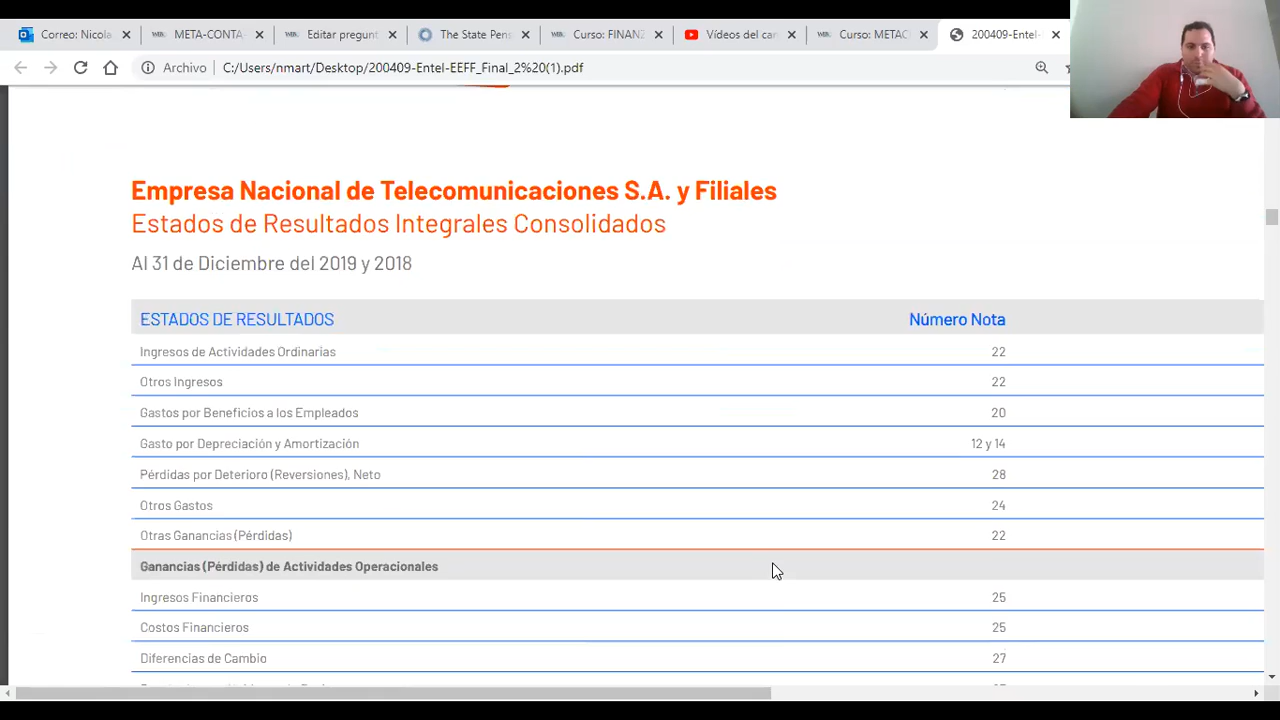 Correo: Nicola
META-CONTA-
Editar pregunt
The State Pens
Curso: FINANZ
Vídeos del can
Curso: METAC
200409-Entel-
Archivo
C:/Users/nmart/Desktop/200409-Entel-EEFF_Final_2%20(1).pdf
Empresa Nacional de Telecomunicaciones S.A. y Filiales
Estados de Resultados Integrales Consolidados
Al 31 de Diciembre del 2019 y 2018
ESTADOS DE RESULTADOS Número Nota
Ingresos de Actividades Ordinarias 22
Otros Ingresos 22
Gastos por Beneficios a los Empleados 20
Gasto por Depreciación y Amortización 12 y 14
Pérdidas por Deterioro (Reversiones), Neto 28
Otros Gastos 24
Otras Ganancias (Pérdidas) 22
Ganancias (Pérdidas) de Actividades Operacionales
Ingresos Financieros 25
Costos Financieros 25
Diferencias de Cambio 27